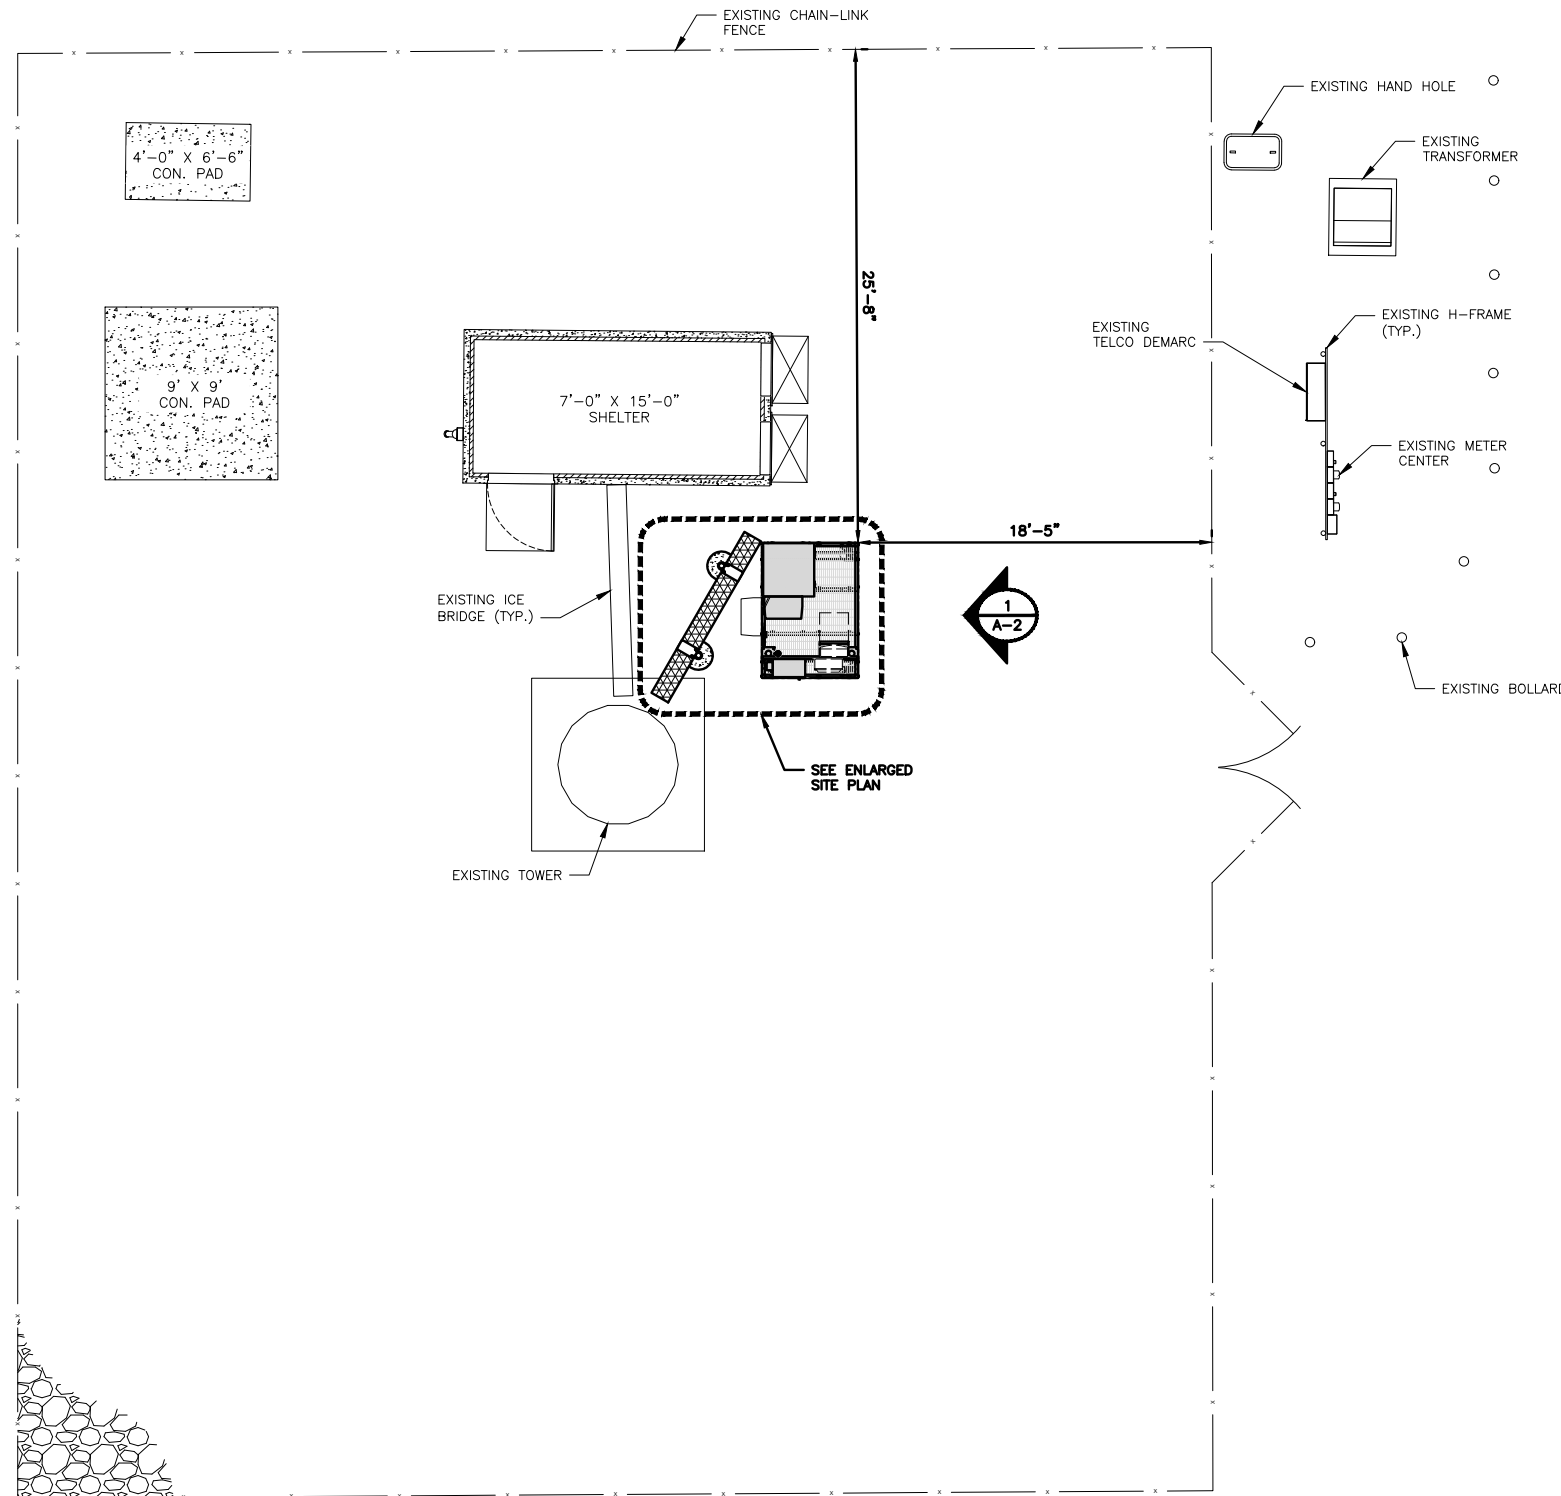 EXISTING CHAIN-LINK
FENCE
EXISTING HAND HOLE
EXISTING
TRANSFORMER
4'-0" X 6'-6"
CON. PAD
25'-8"
EXISTING H-FRAME
(TYP.)
EXISTING
TELCO DEMARC
9' X 9'
CON. PAD
7'-0" X 15'-0"
SHELTER
EXISTING METER
CENTER
18'-5"
EXISTING ICE
BRIDGE (TYP.)
1
A-2
EXISTING BOLLARI
SEE ENLARGED
SITE PLAN
EXISTING TOWER